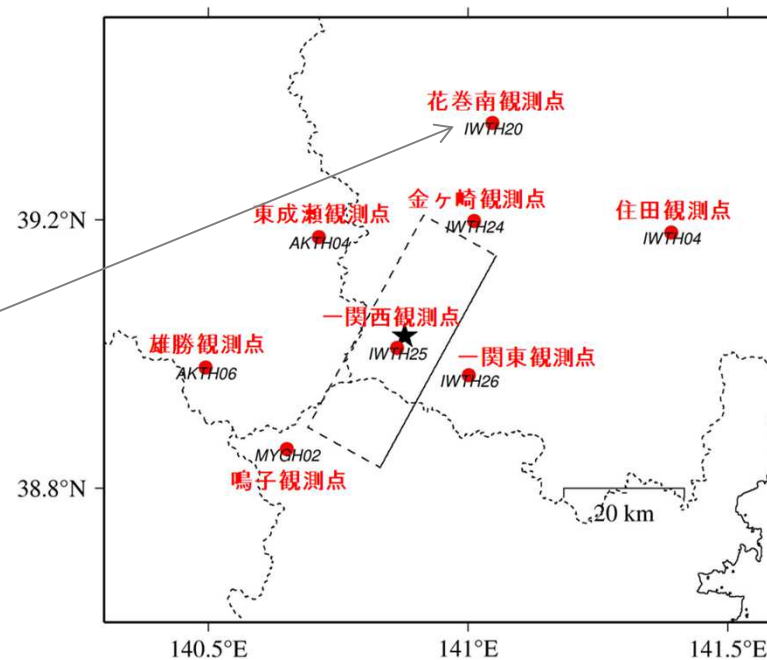 花巻南観測点
IWTH20
金ヶ崎観測点
IWTH24
東成瀬観測点
AKTH04
住田観測点
IWTH04
39.2°N
一関西観測点
IWTH25
雄勝観測点
AKTH06
一関東観測点
IWTH26
MYGH02
鳴子観測点
38.8°N
20 km
140.5°E
141°E
141.5°E